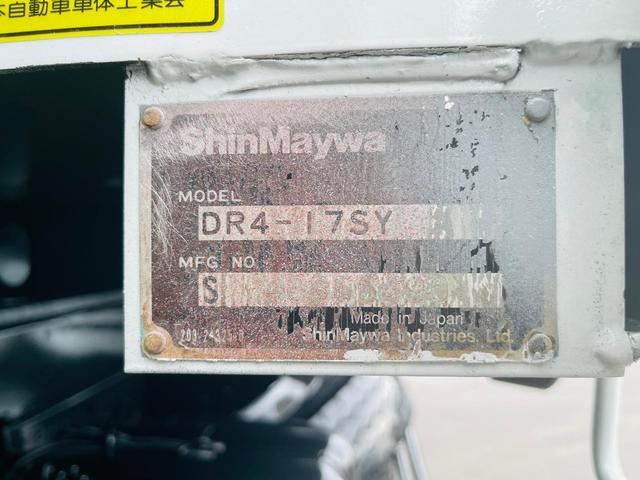 本自動車車体工業会
ShinMaywa
MODEL
DR4-17SY
MFG NO
S
Made in Japan
ShinMaywa Industries, Ltd.